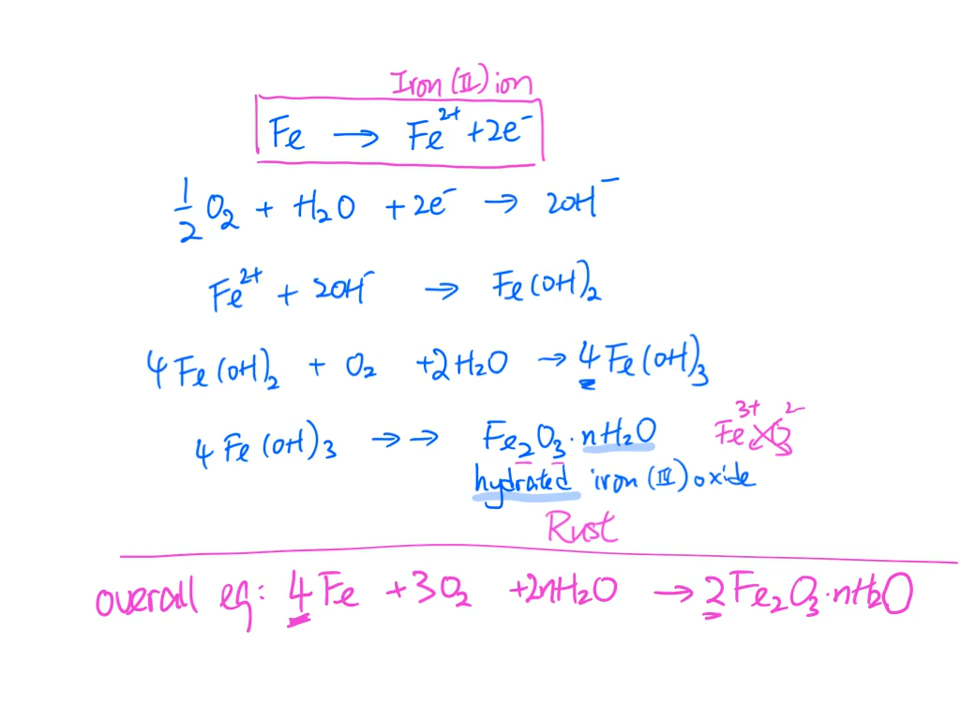 Iron (II) ion
Fe → Fe²⁺ + 2e⁻
½ O₂ + H₂O + 2e⁻ → 2OH⁻
Fe²⁺ + 2OH⁻ → Fe(OH)₂
4Fe(OH)₂ + O₂ + 2H₂O → 4Fe(OH)₃
4Fe(OH)₃ →→ Fe₂O₃·nH₂O Fe³⁺ O²⁻
hydrated iron (III) oxide
Rust
overall eq: 4Fe + 3O₂ + 2nH₂O → 2Fe₂O₃·nH₂O